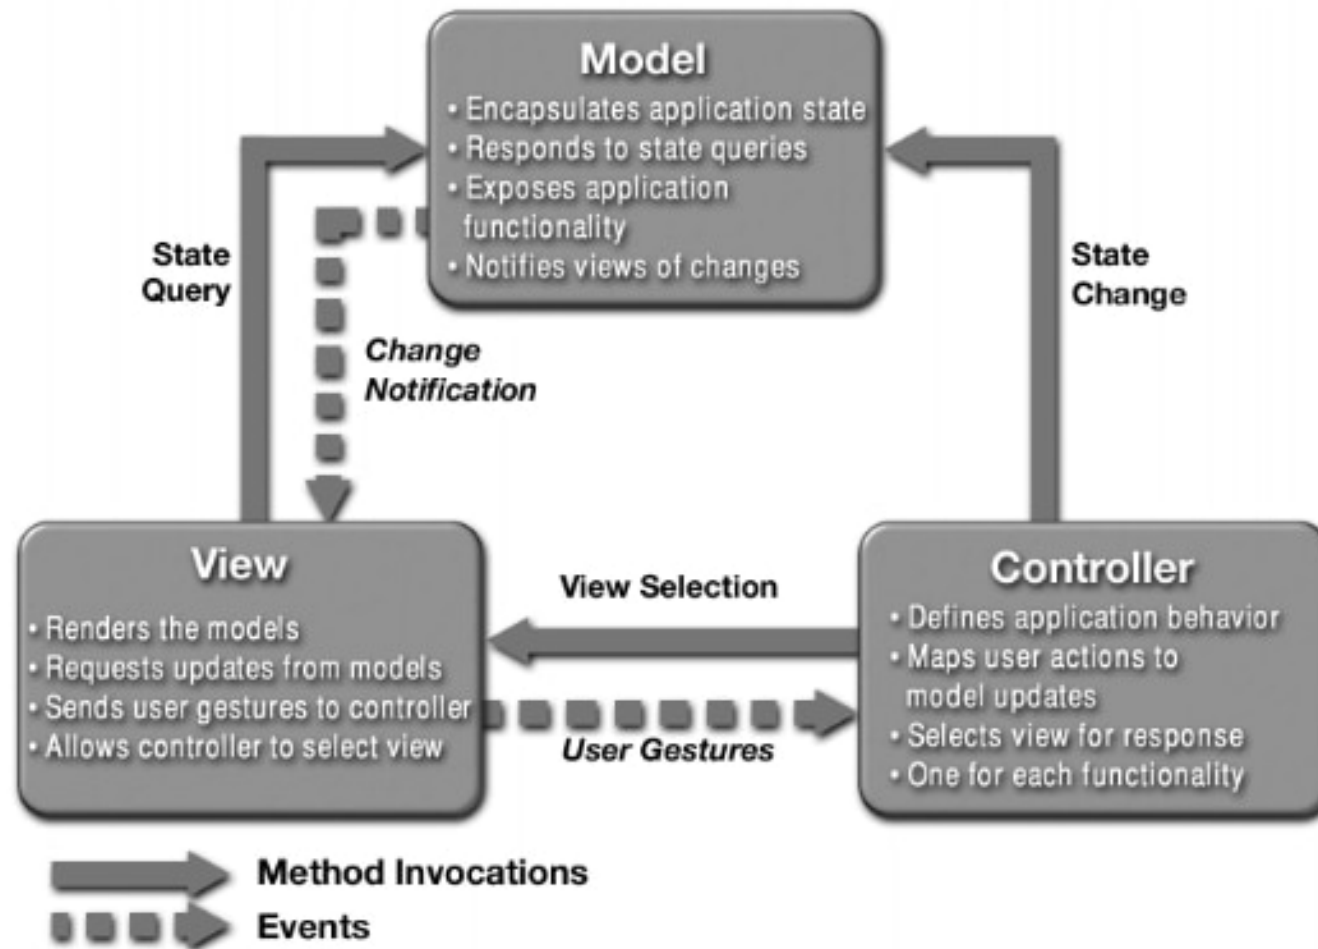 Model
• Encapsulates application state
• Responds to state queries
• Exposes application
functionality
• Notifies views of changes
State
Query
Change
Notification
State
Change
View
• Renders the models
• Requests updates from models
• Sends user gestures to controller
• Allows controller to select view
View Selection
User Gestures
Controller
• Defines application behavior
• Maps user actions to
model updates
• Selects view for response
• One for each functionality
Method Invocations
Events